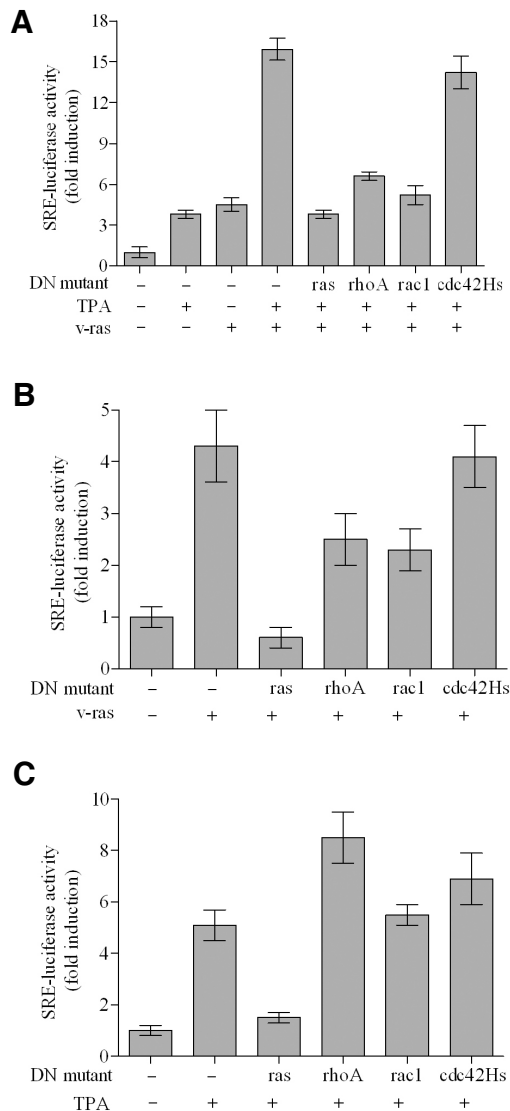 A
SRE-luciferase activity
(fold induction)
18
15
12
9
6
3
0
DN mutant – – – – ras rhoA rac1 cdc42Hs
TPA – + – + + + + +
v-ras – – + + + + + +
B
SRE-luciferase activity
(fold induction)
5
4
3
2
1
0
DN mutant – – ras rhoA rac1 cdc42Hs
v-ras – + + + + +
C
SRE-luciferase activity
(fold induction)
10
8
6
4
2
0
DN mutant – – ras rhoA rac1 cdc42Hs
TPA – + + + + +